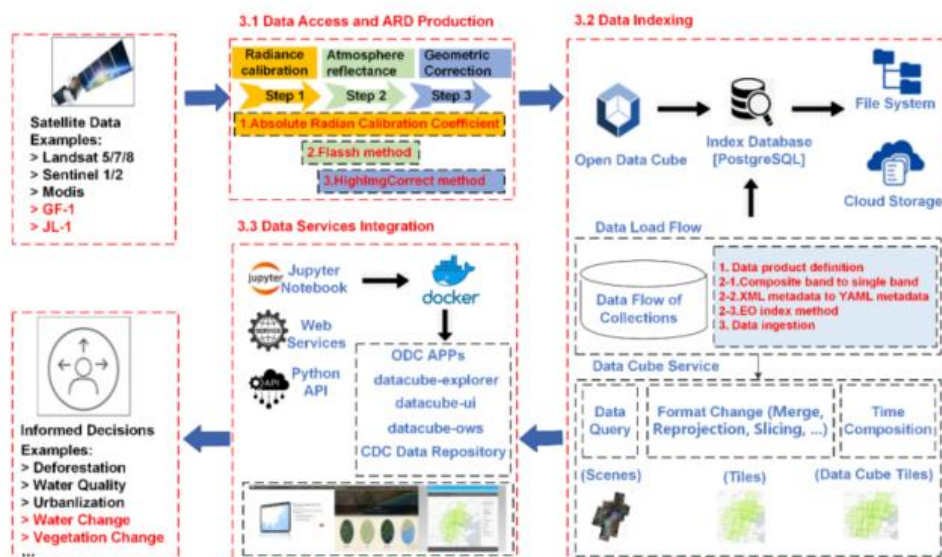 3.1 Data Access and ARD Production
3.2 Data Indexing
Satellite Data
Examples:
> Landsat 5/7/8
> Sentinel 1/2
> Modis
> GF-1
> JL-1
Radiance
calibration
Atmosphere
reflectance
Geometric
Correction
Step 1
Step 2
Step 3
1.Absolute Radian Calibration Coefficient
2.Flassh method
3.HighImgCorrect method
Open Data Cube
Index Database
[PostgreSQL]
File System
Cloud Storage
Data Load Flow
Data Flow of
Collections
1. Data product definition
2-1.Composite band to single band
2-2.XML metadata to YAML metadata
2-3.EO index method
3. Data ingestion
Data Cube Service
Data
Query
Format Change (Merge,
Reprojection, Slicing, ...)
Time
Composition
(Scenes)
(Tiles)
(Data Cube Tiles)
3.3 Data Services Integration
jupyter
Jupyter
Notebook
docker
SERVICE
Web
Services
API
Python
API
ODC APPs
datacube-explorer
datacube-ui
datacube-ows
CDC Data Repository
Informed Decisions
Examples:
> Deforestation
> Water Quality
> Urbanlization
> Water Change
> Vegetation Change
...